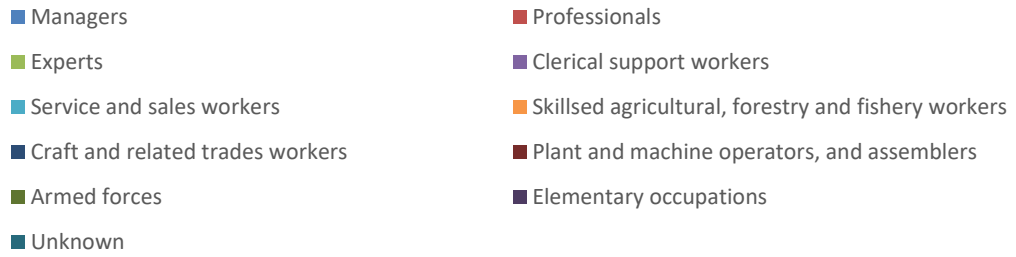 Managers
Professionals
Experts
Clerical support workers
Service and sales workers
Skillsed agricultural, forestry and fishery workers
Craft and related trades workers
Plant and machine operators, and assemblers
Armed forces
Elementary occupations
Unknown